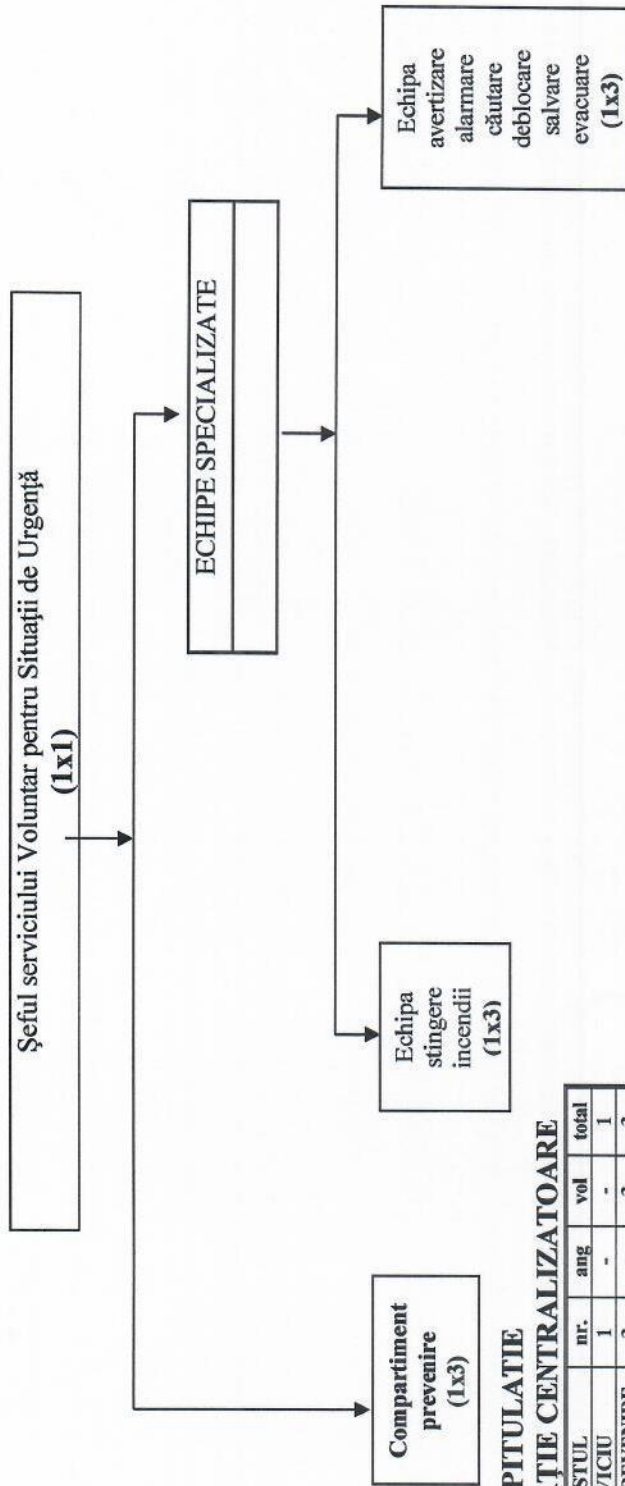 Şeful serviciului Voluntar pentru Situaţii de Urgenţă
(1x1)
ECHIPE SPECIALIZATE
Compartiment
prevenire
(1x3)
Echipa
stingere
incendii
(1x3)
Echipa
avertizare
alarmare
căutare
deblocare
salvare
evacuare
(1x3)
PITULATIE
ŢIE CENTRALIZATOARE
STUL nr. ang vol total
VICIU 1 - - 1